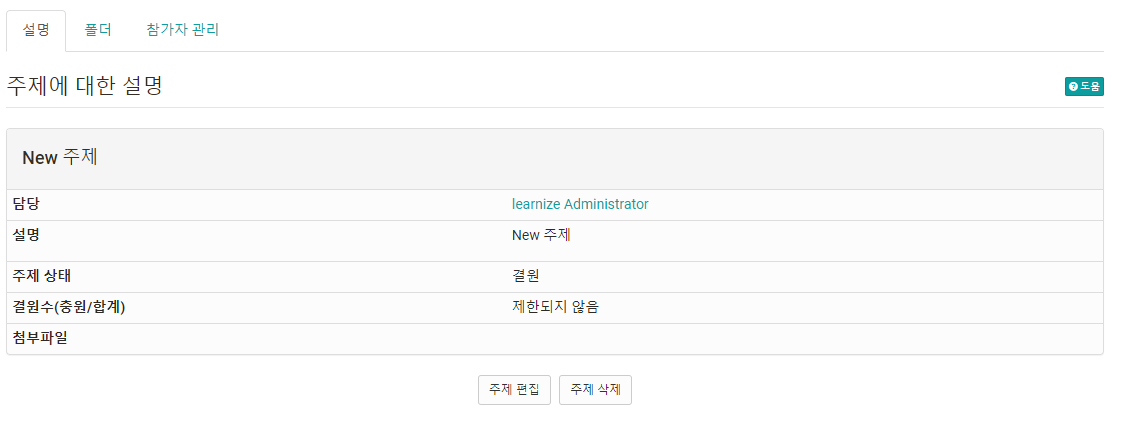 설명 폴더 참가자 관리
주제에 대한 설명
도움
New 주제
담당 learnize Administrator
설명 New 주제
주제 상태 결원
결원수(충원/합계) 제한되지 않음
첨부파일
주제 편집 주제 삭제